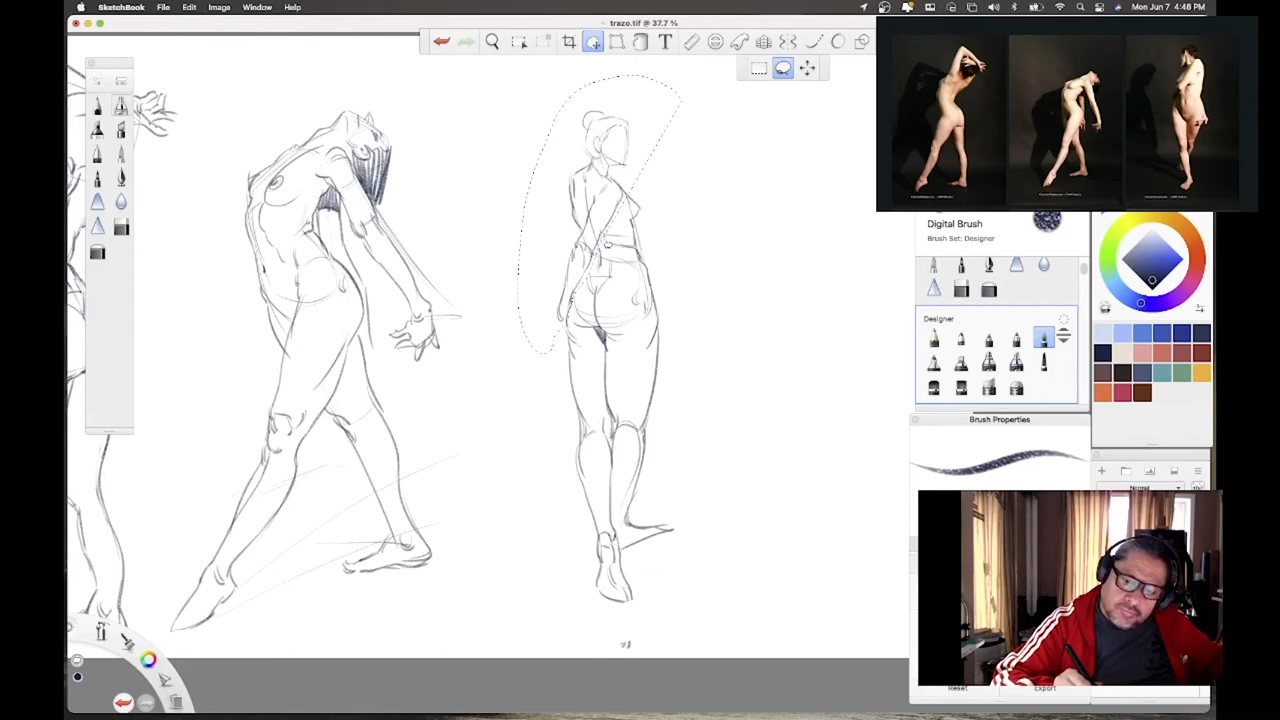 SketchBook File Edit Image Window Help
Mon Jun 7 4:48 PM
trazo.tif @ 37.7 %
T
Digital Brush
Brush Set: Designer
Designer
Brush Properties
Normal
Reset Export